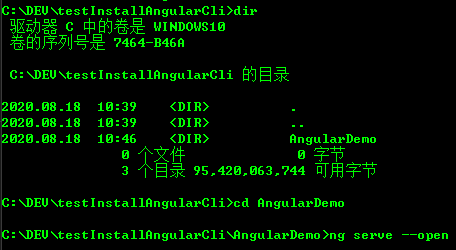 C:\DEV\testInstallAngularCli>dir
驱动器 C 中的卷是 WINDOWS10
卷的序列号是 7464-B46A
C:\DEV\testInstallAngularCli 的目录
2020.08.18  10:39    <DIR>          .
2020.08.18  10:39    <DIR>          ..
2020.08.18  10:46    <DIR>          AngularDemo
0 个文件              0 字节
3 个目录 95,420,063,744 可用字节
C:\DEV\testInstallAngularCli>cd AngularDemo
C:\DEV\testInstallAngularCli\AngularDemo>ng serve --open